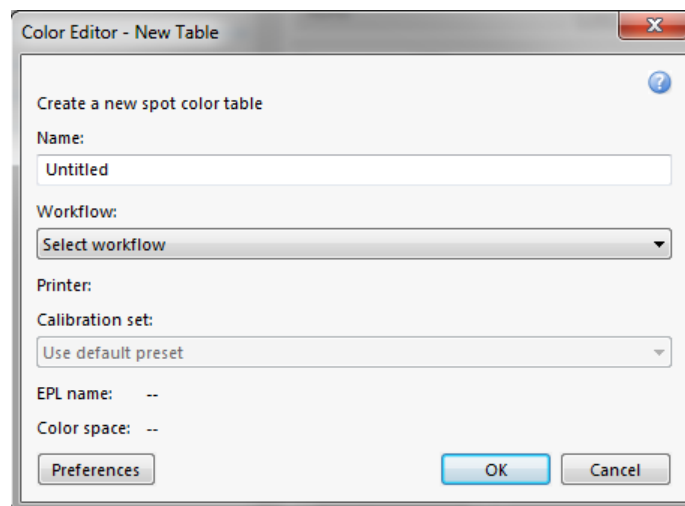 Color Editor - New Table
Create a new spot color table
Name:
Untitled
Workflow:
Select workflow
Printer:
Calibration set:
Use default preset
EPL name: --
Color space: --
Preferences OK Cancel